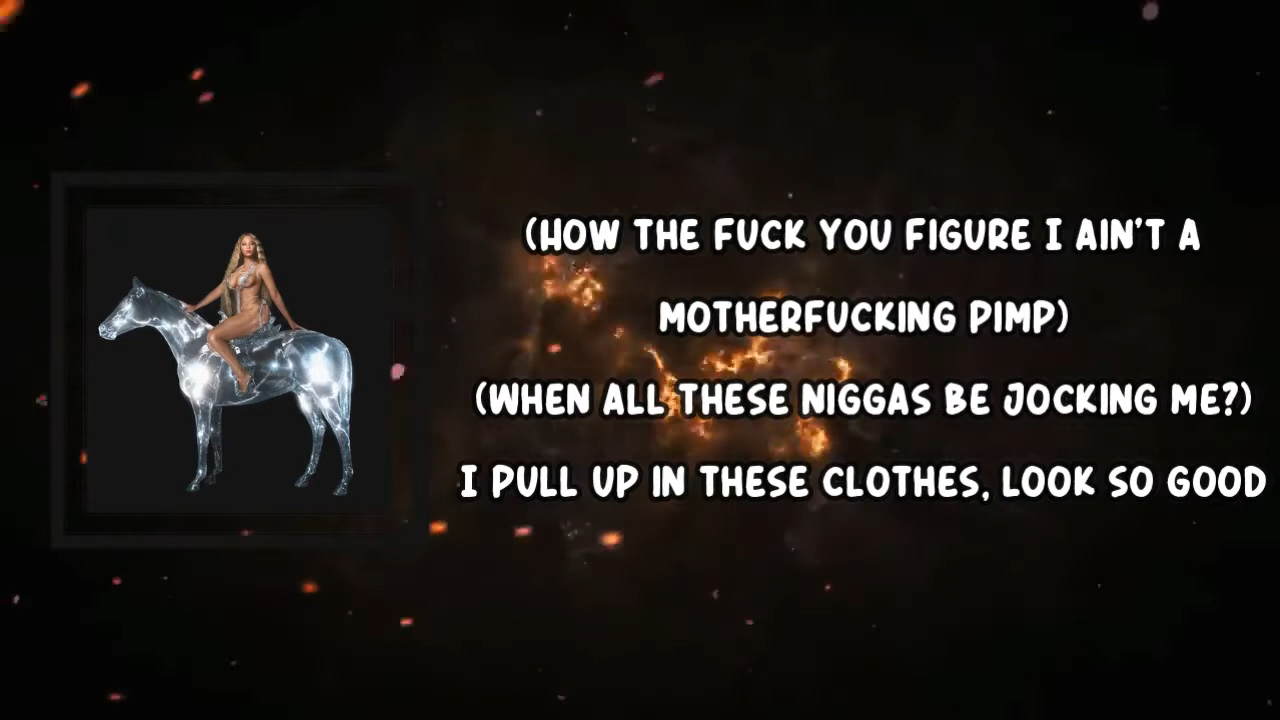 (HOW THE FUCK YOU FIGURE I AIN'T A
MOTHERFUCKING PIMP)
(WHEN ALL THESE NIGGAS BE JOCKING ME?)
I PULL UP IN THESE CLOTHES, LOOK SO GOOD